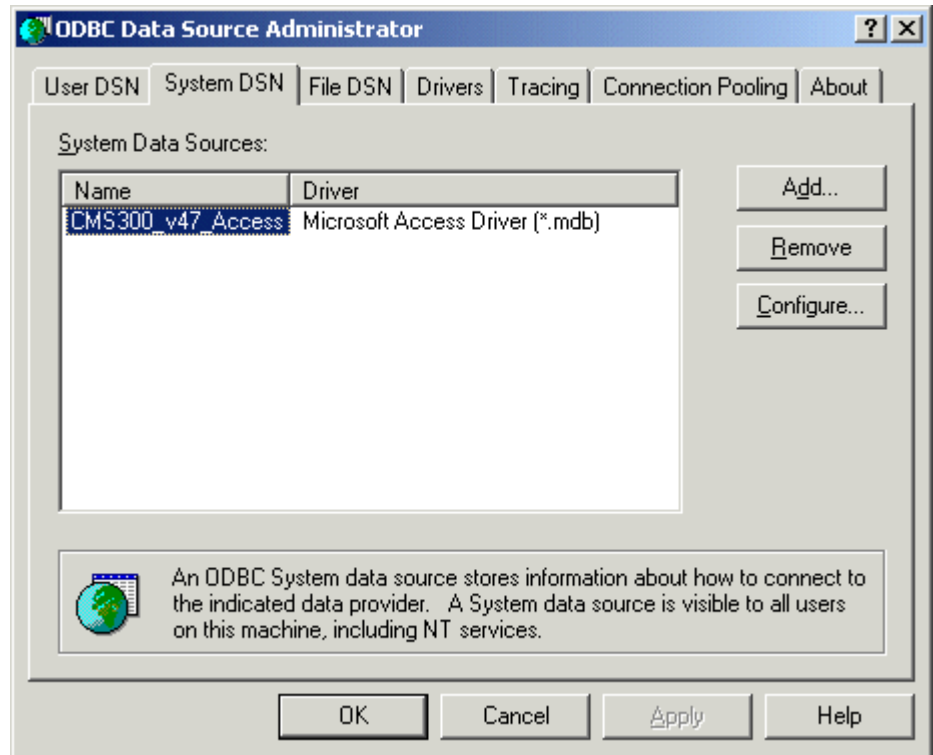 ODBC Data Source Administrator
User DSN System DSN File DSN Drivers Tracing Connection Pooling About
System Data Sources:
Name Driver
CMS300_v47_Access Microsoft Access Driver (*.mdb)
Add...
Remove
Configure...
An ODBC System data source stores information about how to connect to
the indicated data provider. A System data source is visible to all users
on this machine, including NT services.
OK Cancel Apply Help